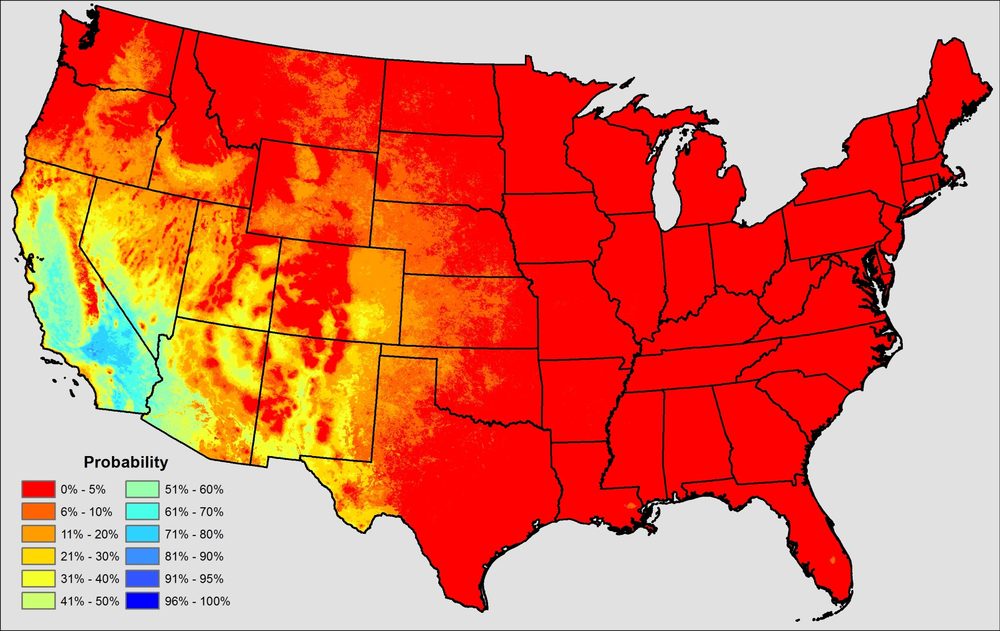 Probability
0% - 5%
6% - 10%
11% - 20%
21% - 30%
31% - 40%
41% - 50%
51% - 60%
61% - 70%
71% - 80%
81% - 90%
91% - 95%
96% - 100%